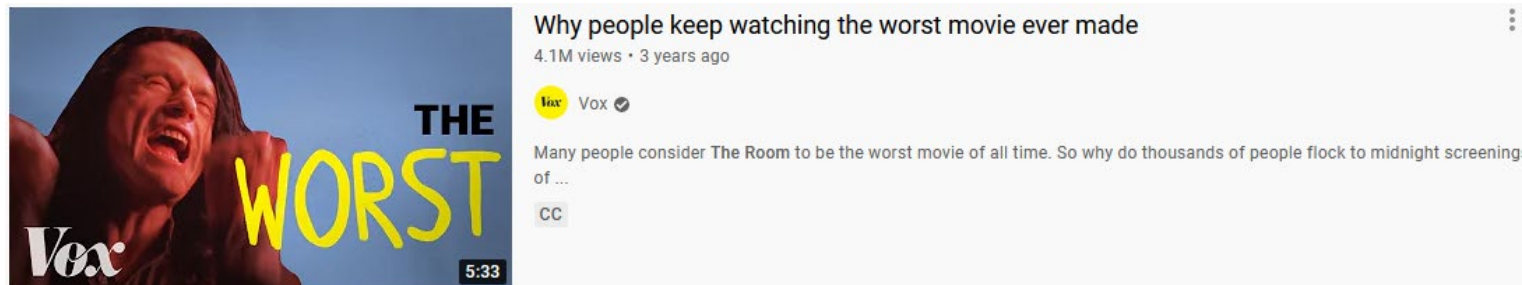 THE
WORST
Vox
5:33
Why people keep watching the worst movie ever made
4.1M views • 3 years ago
Vox
Vox
Many people consider The Room to be the worst movie of all time. So why do thousands of people flock to midnight screening
of ...
CC